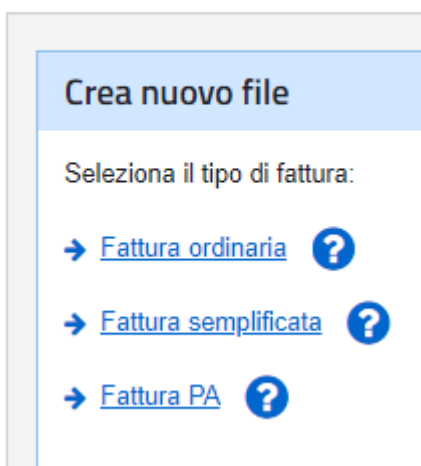 Crea nuovo file
Seleziona il tipo di fattura:
Fattura ordinaria ?
Fattura semplificata ?
Fattura PA ?